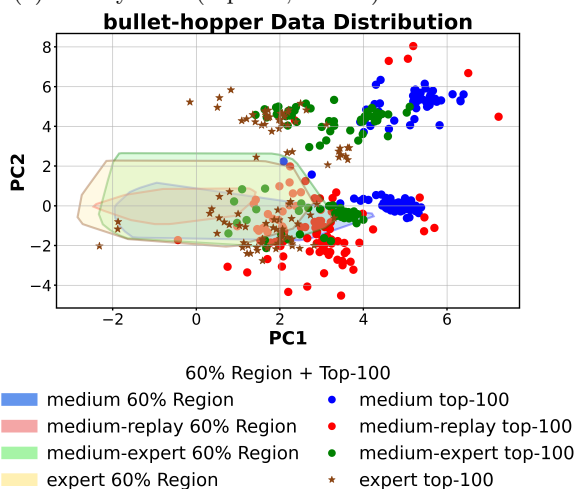 bullet-hopper Data Distribution
8
6
4
2
0
−2
−4
PC2
−2
0
2
4
6
PC1
60% Region + Top-100
medium 60% Region
medium top-100
medium-replay 60% Region
medium-replay top-100
medium-expert 60% Region
medium-expert top-100
expert 60% Region
expert top-100